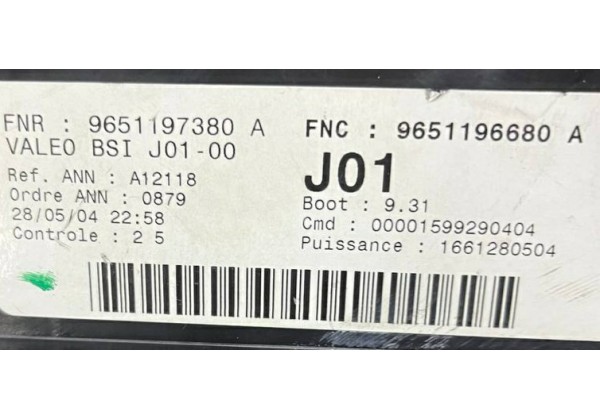 FNR : 9651197380 A
VALEO BSI J01-00
Ref. ANN : A12118
Ordre ANN : 0879
28/05/04 22:58
Controle : 2 5
FNC : 9651196680 A
J01
Boot : 9.31
Cmd : 00001599290404
Puissance : 1661280504